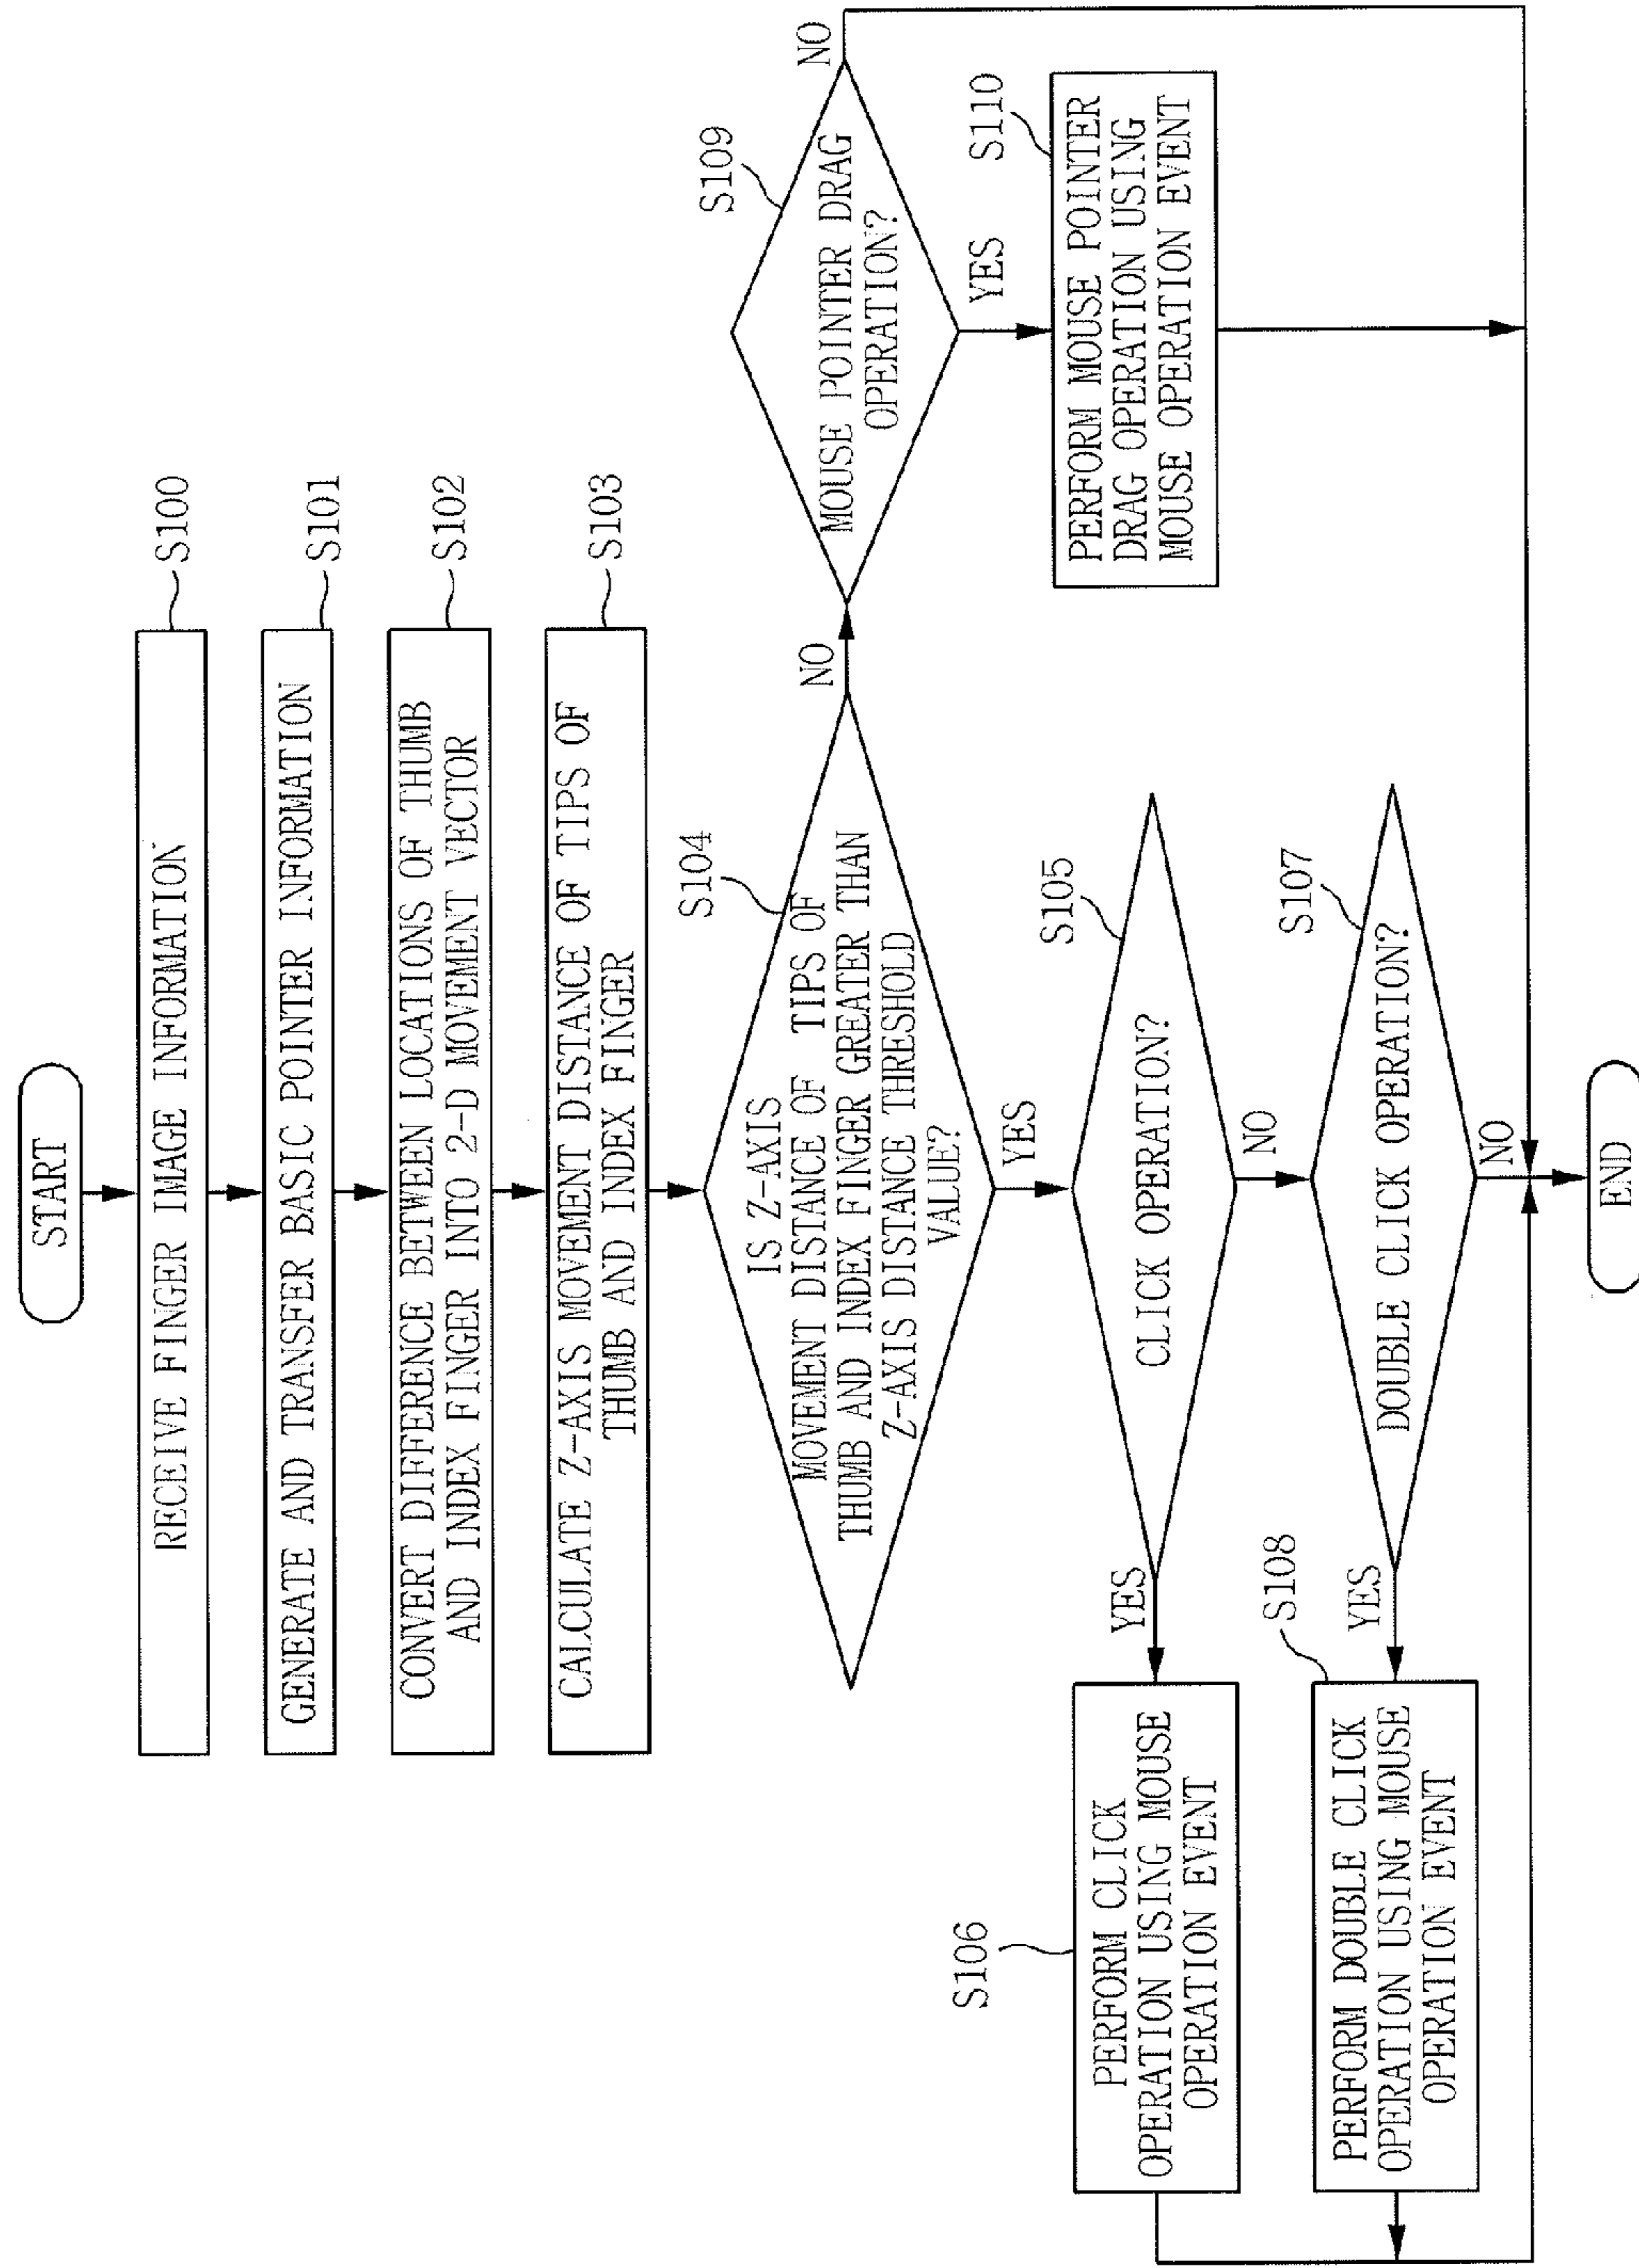 START
RECEIVE FINGER IMAGE INFORMATION
S100
GENERATE AND TRANSFER BASIC POINTER INFORMATION
S101
CONVERT DIFFERENCE BETWEEN LOCATIONS OF THUMB
AND INDEX FINGER INTO 2-D MOVEMENT VECTOR
S102
CALCULATE Z-AXIS MOVEMENT DISTANCE OF TIPS OF
THUMB AND INDEX FINGER
S103
S104
IS Z-AXIS
MOVEMENT DISTANCE OF TIPS OF
THUMB AND INDEX FINGER GREATER THAN
Z-AXIS DISTANCE THRESHOLD
VALUE?
NO
YES
S109
MOUSE POINTER DRAG
OPERATION?
NO
YES
S110
PERFORM MOUSE POINTER
DRAG OPERATION USING
MOUSE OPERATION EVENT
S105
CLICK OPERATION?
YES
NO
S106
PERFORM CLICK
OPERATION USING MOUSE
OPERATION EVENT
S107
DOUBLE CLICK OPERATION?
YES
NO
S108
PERFORM DOUBLE CLICK
OPERATION USING MOUSE
OPERATION EVENT
END